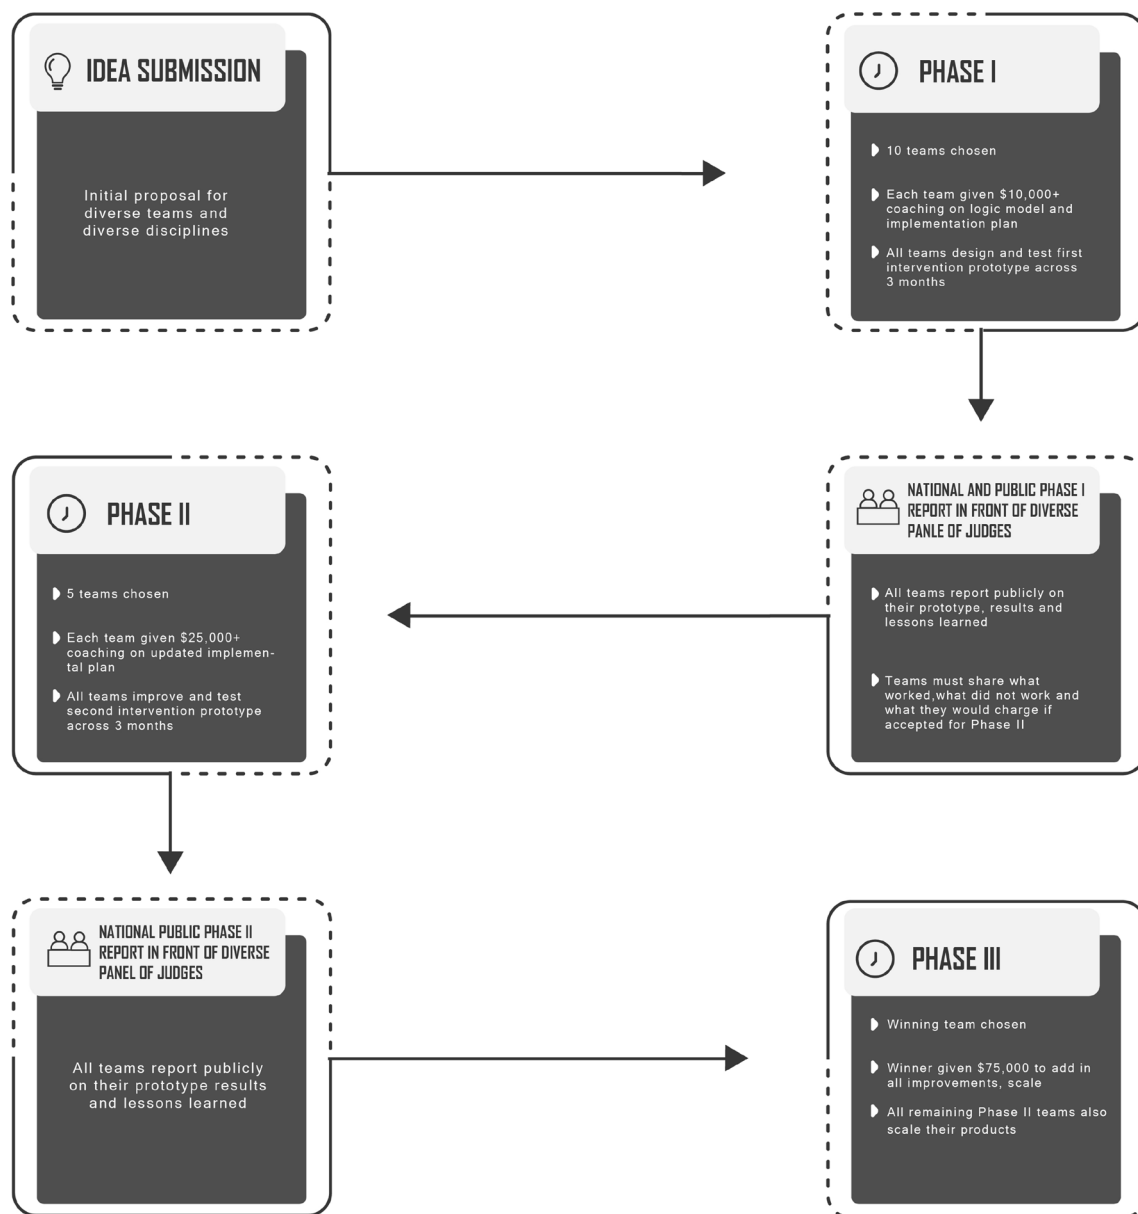 IDEA SUBMISSION
Initial proposal for
diverse teams and
diverse disciplines
PHASE I
10 teams chosen
Each team given $10,000+
coaching on logic model and
implementation plan
All teams design and test first
intervention prototype across
3 months
NATIONAL AND PUBLIC PHASE I
REPORT IN FRONT OF DIVERSE
PANLE OF JUDGES
All teams report publicly on
their prototype, results and
lessons learned
Teams must share what
worked,what did not work and
what they would charge if
accepted for Phase II
PHASE II
5 teams chosen
Each team given $25,000+
coaching on updated implemen-
tal plan
All teams improve and test
second intervention prototype
across 3 months
NATIONAL PUBLIC PHASE II
REPORT IN FRONT OF DIVERSE
PANEL OF JUDGES
All teams report publicly
on their prototype results
and lessons learned
PHASE III
Winning team chosen
Winner given $75,000 to add in
all improvements, scale
All remaining Phase II teams also
scale their products